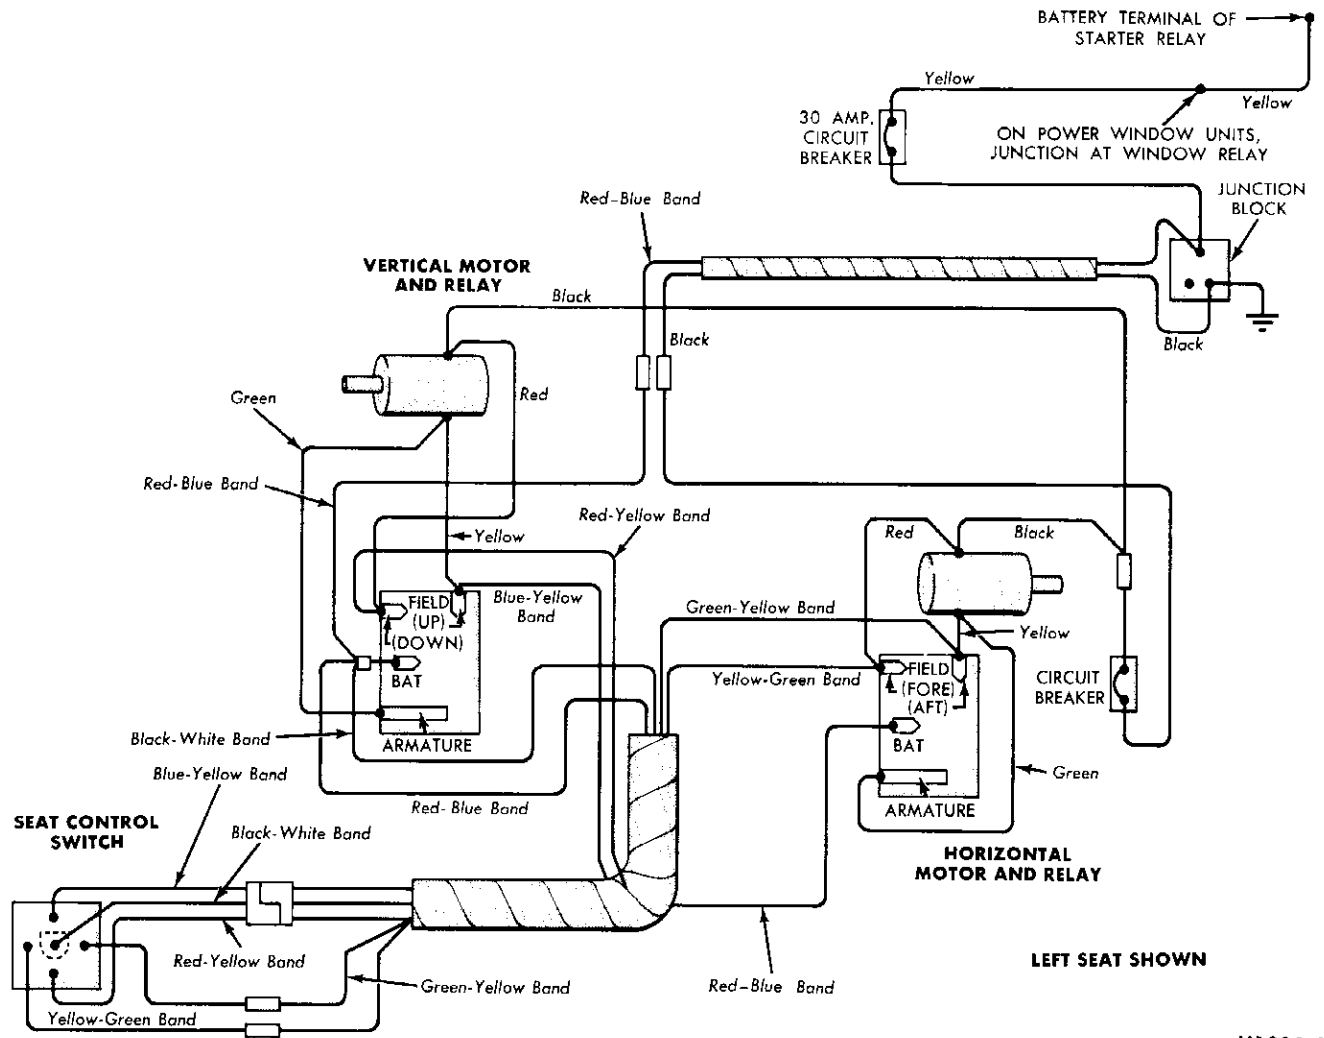 BATTERY TERMINAL OF
STARTER RELAY
Yellow
Yellow
30 AMP.
CIRCUIT
BREAKER
ON POWER WINDOW UNITS,
JUNCTION AT WINDOW RELAY
JUNCTION
BLOCK
Red-Blue Band
VERTICAL MOTOR
AND RELAY
Black
Black
Black
Red
Green
Red-Blue Band
Yellow
Red-Yellow Band
Red
Black
FIELD
(UP)
(DOWN)
BAT
ARMATURE
Blue-Yellow
Band
Green-Yellow Band
Yellow
Yellow-Green Band
FIELD
(FORE)
(AFT)
BAT
ARMATURE
CIRCUIT
BREAKER
Green
Black-White Band
Blue-Yellow Band
Red-Blue Band
SEAT CONTROL
SWITCH
Black-White Band
HORIZONTAL
MOTOR AND RELAY
Red-Yellow Band
Green-Yellow Band
Yellow-Green Band
Red-Blue Band
LEFT SEAT SHOWN